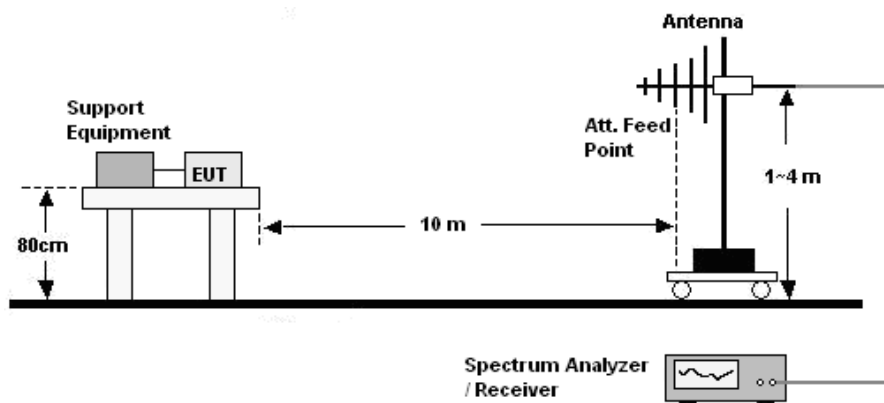 Antenna
Support
Equipment
EUT
Att. Feed
Point
1~4 m
10 m
80cm
Spectrum Analyzer
/ Receiver